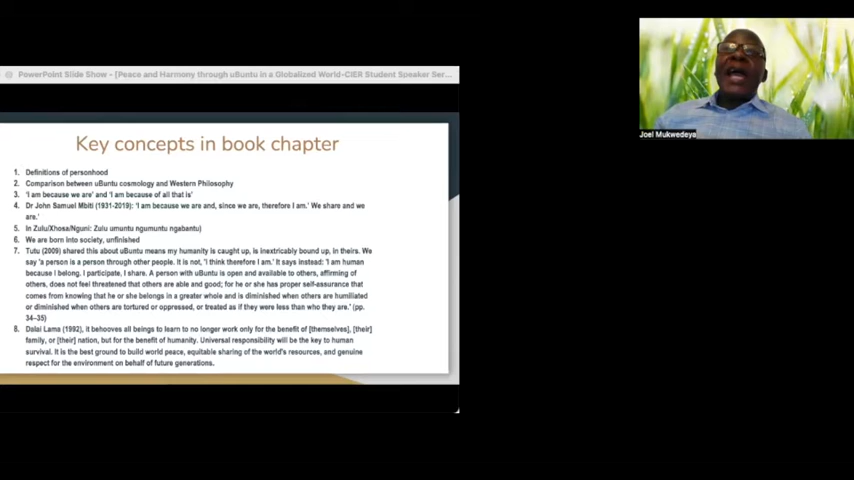 @ PowerPoint Slide Show - [Peace and Harmony through uBuntu in a Globalized World-CIER Student Speaker Ser...
Key concepts in book chapter
1. Definitions of personhood
2. Comparison between uBuntu cosmology and Western Philosophy
3. 'I am because we are' and 'I am because of all that is'
4. Dr John Samuel Mbiti (1931-2019): 'I am because we are and, since we are, therefore I am.' We share and we
are.'
5. In Zulu/Xhosa/Nguni: Zulu umuntu ngumuntu ngabantu)
6. We are born into society, unfinished
7. Tutu (2009) shared this about uBuntu means my humanity is caught up, is inextricably bound up, in theirs. We
say 'a person is a person through other people. It is not, 'I think therefore I am.' It says instead: 'I am human
because I belong. I participate, I share. A person with uBuntu is open and available to others, affirming of
others, does not feel threatened that others are able and good; for he or she has proper self-assurance that
comes from knowing that he or she belongs in a greater whole and is diminished when others are humiliated
or diminished when others are tortured or oppressed, or treated as if they were less than who they are.' (pp.
34–35)
8. Dalai Lama (1992), it behooves all beings to learn to no longer work only for the benefit of [themselves], [their]
family, or [their] nation, but for the benefit of humanity. Universal responsibility will be the key to human
survival. It is the best ground to build world peace, equitable sharing of the world's resources, and genuine
respect for the environment on behalf of future generations.
Joel Mukwedeya